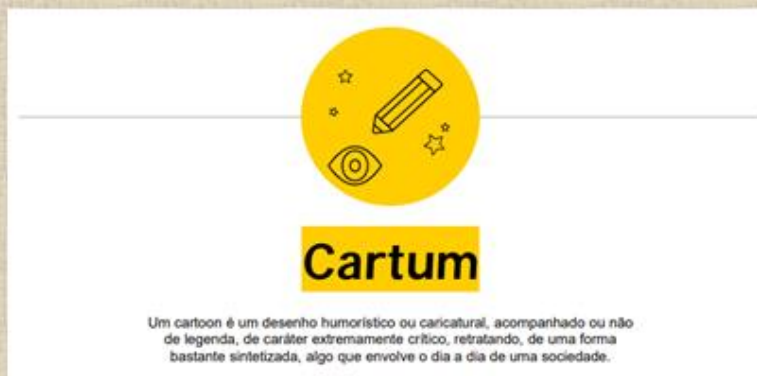 Cartum
Um cartoon é um desenho humorístico ou caricatural, acompanhado ou não
de legenda, de caráter extremamente crítico, retratando, de uma forma
bastante sintetizada, algo que envolve o dia a dia de uma sociedade.